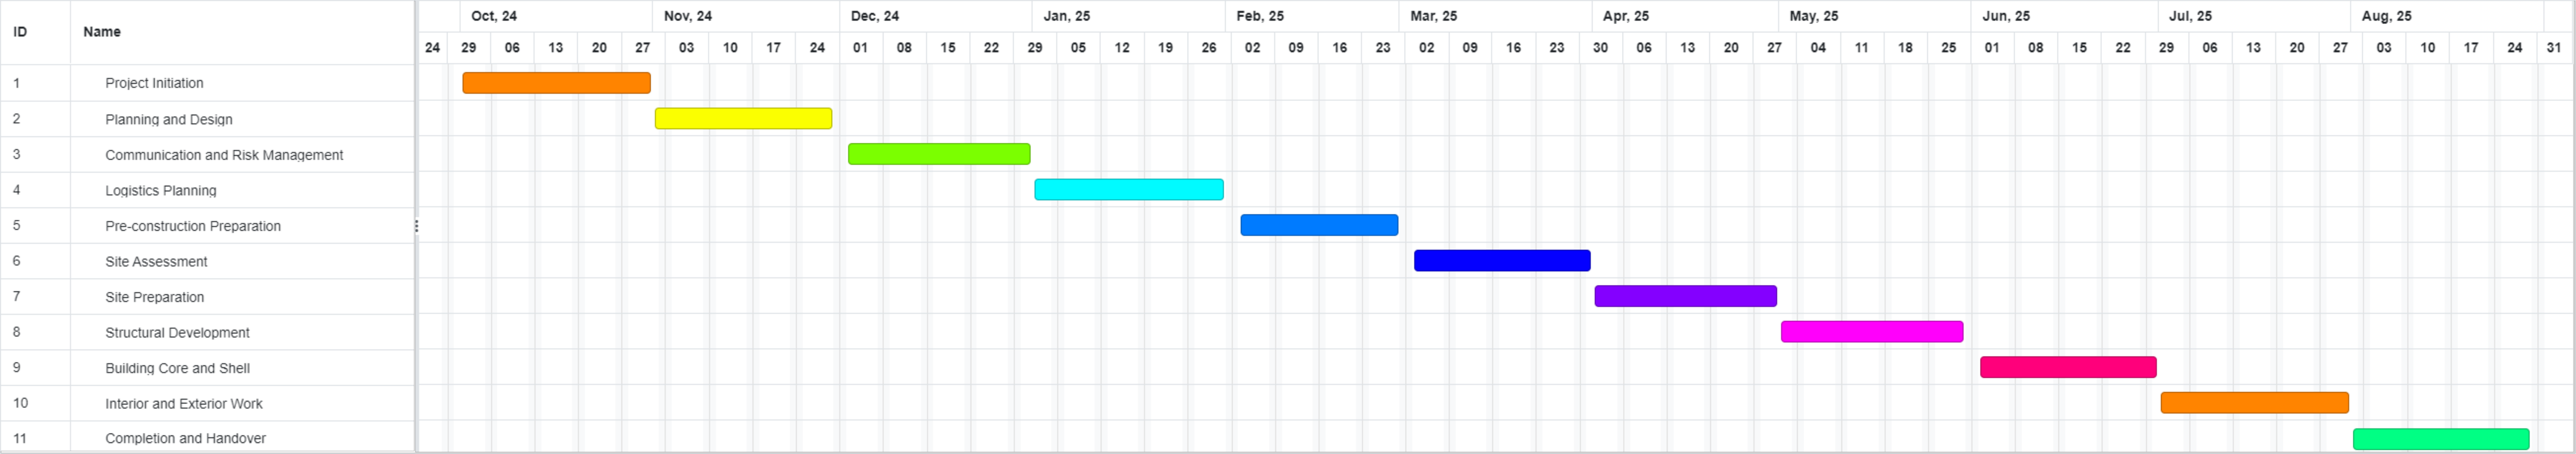 ID Name Oct, 24 Nov, 24 Dec, 24 Jan, 25 Feb, 25 Mar, 25 Apr, 25 May, 25 Jun, 25 Jul, 25 Aug, 25
24 29 06 13 20 27 03 10 17 24 01 08 15 22 29 05 12 19 26 02 09 16 23 02 09 16 23 30 06 13 20 27 04 11 18 25 01 08 15 22 29 06 13 20 27 03 10 17 24 31
1 Project Initiation
2 Planning and Design
3 Communication and Risk Management
4 Logistics Planning
5 Pre-construction Preparation
6 Site Assessment
7 Site Preparation
8 Structural Development
9 Building Core and Shell
10 Interior and Exterior Work
11 Completion and Handover